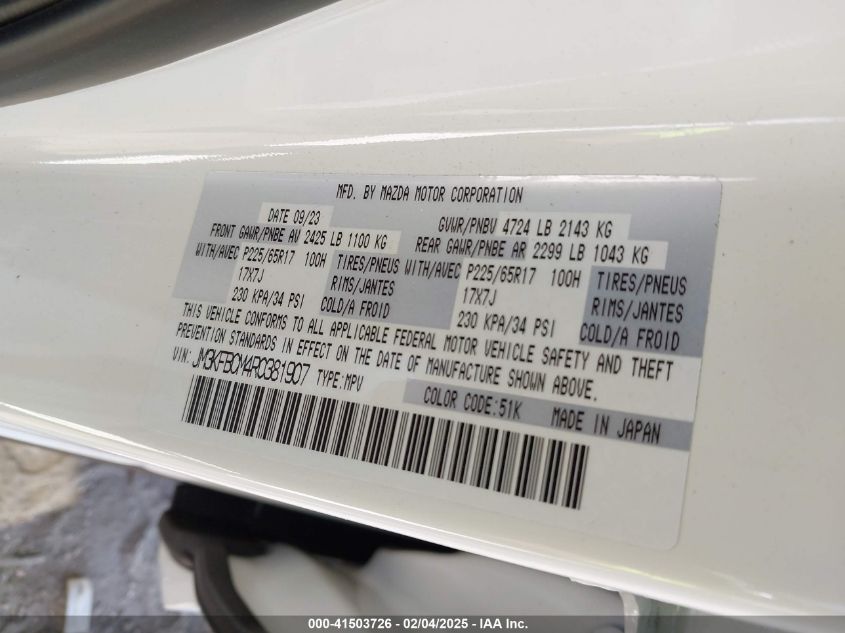 MFD. BY MAZDA MOTOR CORPORATION
DATE 09/23 GVWR/PNBV 4724 LB 2143 KG
FRONT GAWR/PNBE AV 2425 LB 1100 KG REAR GAWR/PNBE AR 2299 LB 1043 KG
WITH/AVEC P225/65R17 100H TIRES/PNEUS WITH/AVEC P225/65R17 100H TIRES/PNEUS
17X7J RIMS/JANTES 17X7J RIMS/JANTES
230 KPA/34 PSI COLD/A FROID 230 KPA/34 PSI COLD/A FROID
THIS VEHICLE CONFORMS TO ALL APPLICABLE FEDERAL MOTOR VEHICLE SAFETY AND THEFT
PREVENTION STANDARDS IN EFFECT ON THE DATE OF MANUFACTURE SHOWN ABOVE.
VIN: JM3KFBCM4R0381907 TYPE:MPV
COLOR CODE:51K MADE IN JAPAN
000-41503726 - 02/04/2025 - IAA Inc.